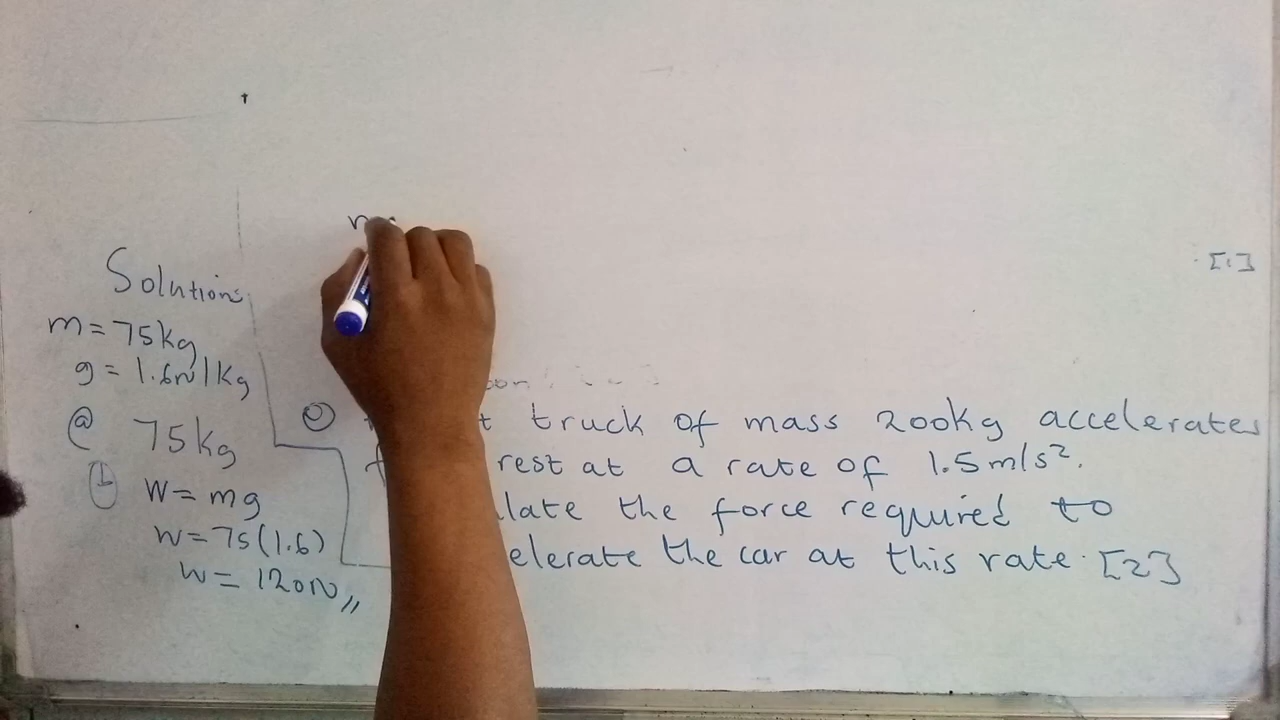 [1]
Solutions
m = 75kg
g = 1.6N/Kg
@ 75kg
b W = mg
W = 75(1.6)
W = 120N,,
truck of mass 200kg accelerates
rest at a rate of 1.5m/s².
late the force required to
elerate the car at this rate. [2]